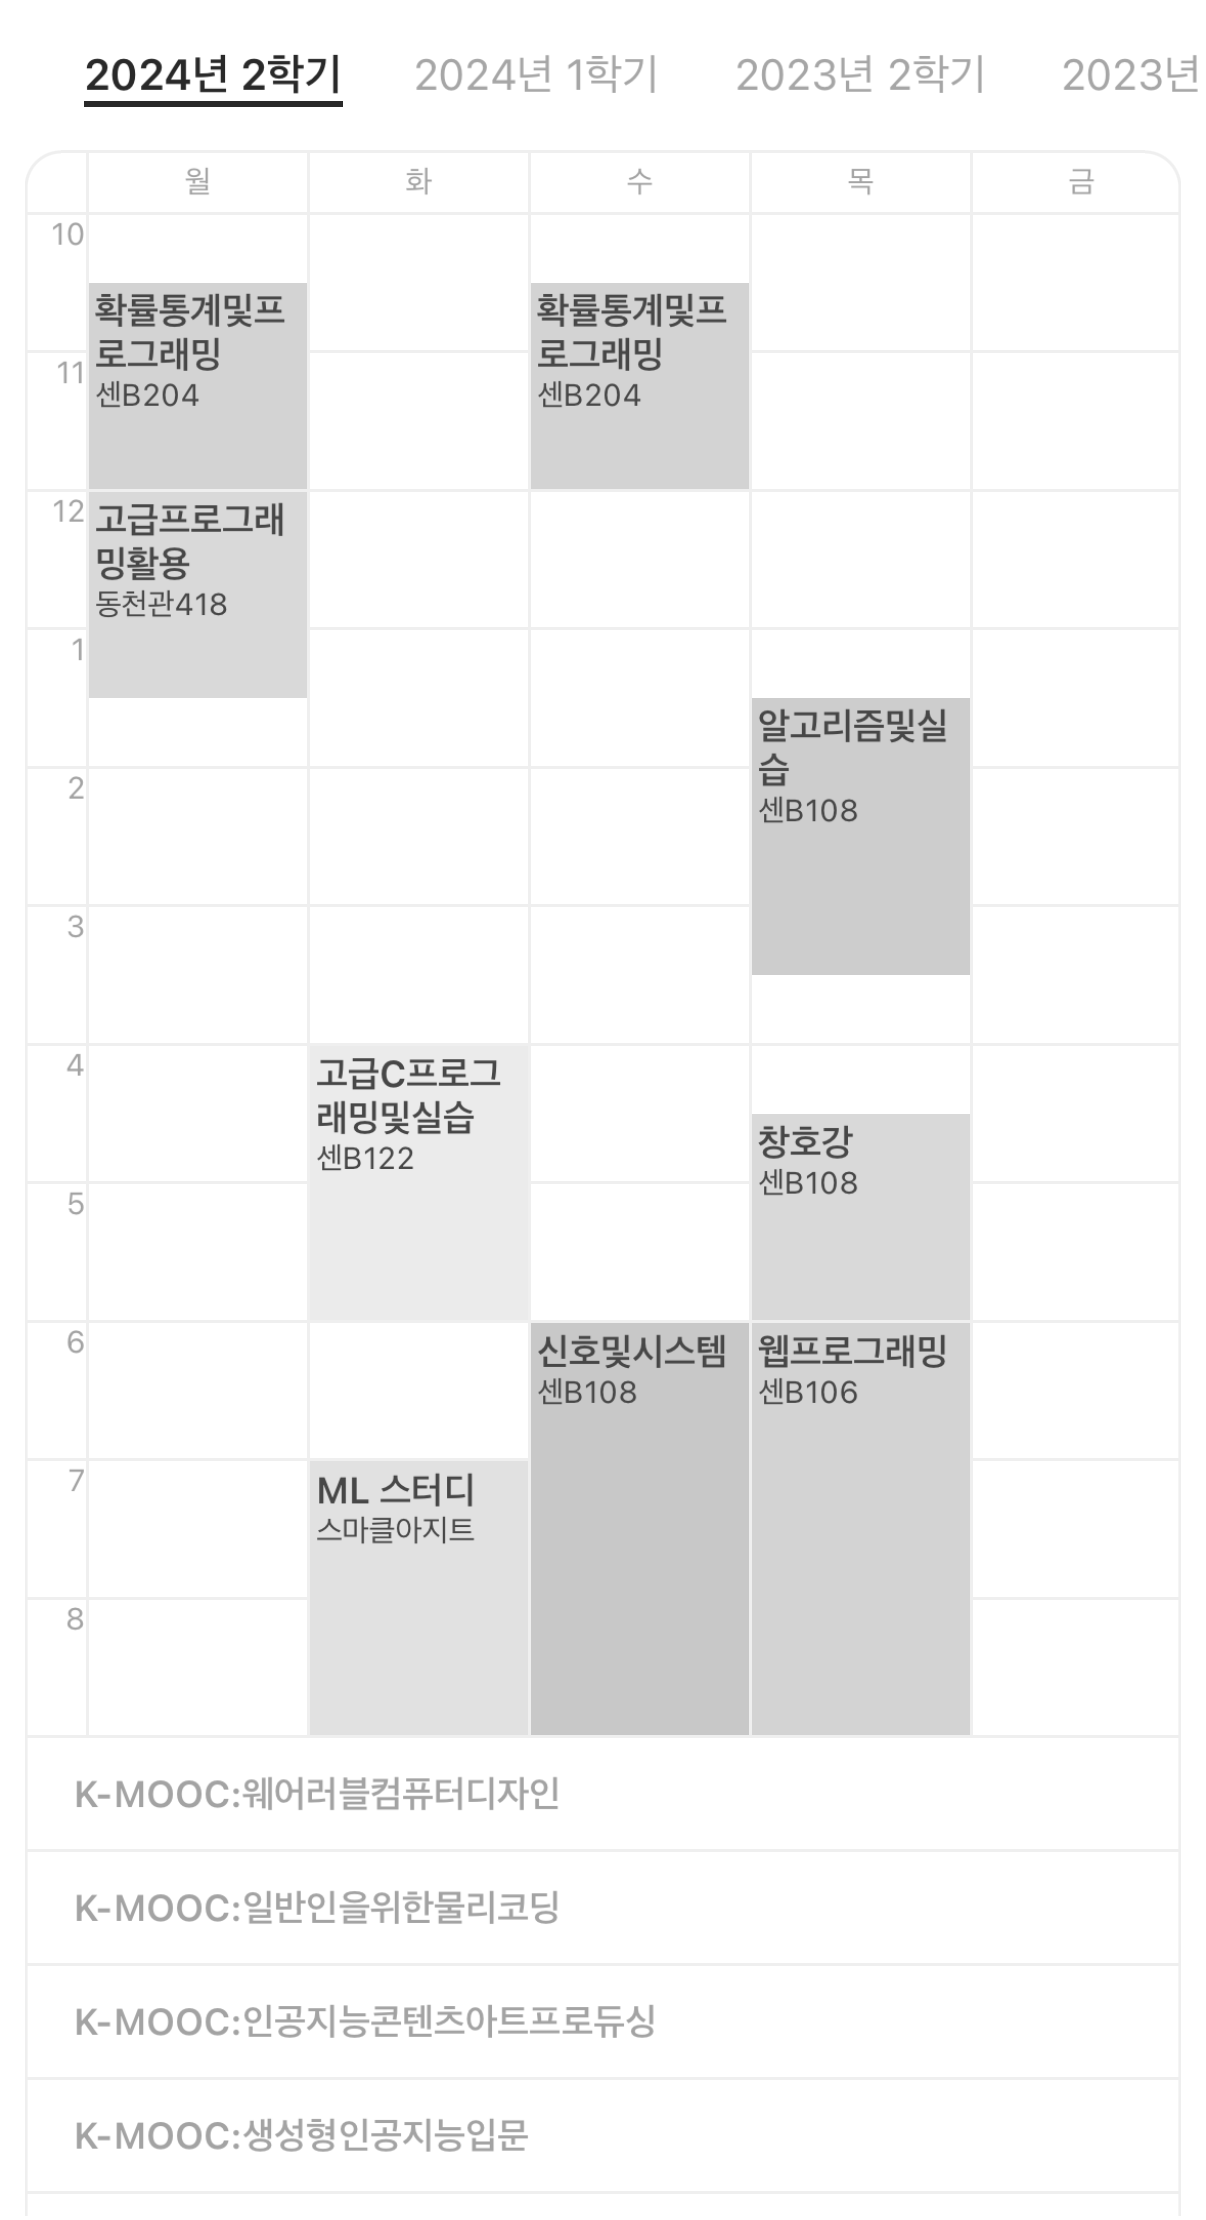 2024년 2학기 2024년 1학기 2023년 2학기 2023년
월 화 수 목 금
10
확률통계및프
로그래밍
센B204
확률통계및프
로그래밍
센B204
11
12
고급프로그래
밍활용
동천관418
1
알고리즘및실
습
센B108
2
3
4
고급C프로그
래밍및실습
센B122
창호강
센B108
5
6
신호및시스템
센B108
웹프로그래밍
센B106
7
ML 스터디
스마클아지트
8
K-MOOC:웨어러블컴퓨터디자인
K-MOOC:일반인을위한물리코딩
K-MOOC:인공지능콘텐츠아트프로듀싱
K-MOOC:생성형인공지능입문